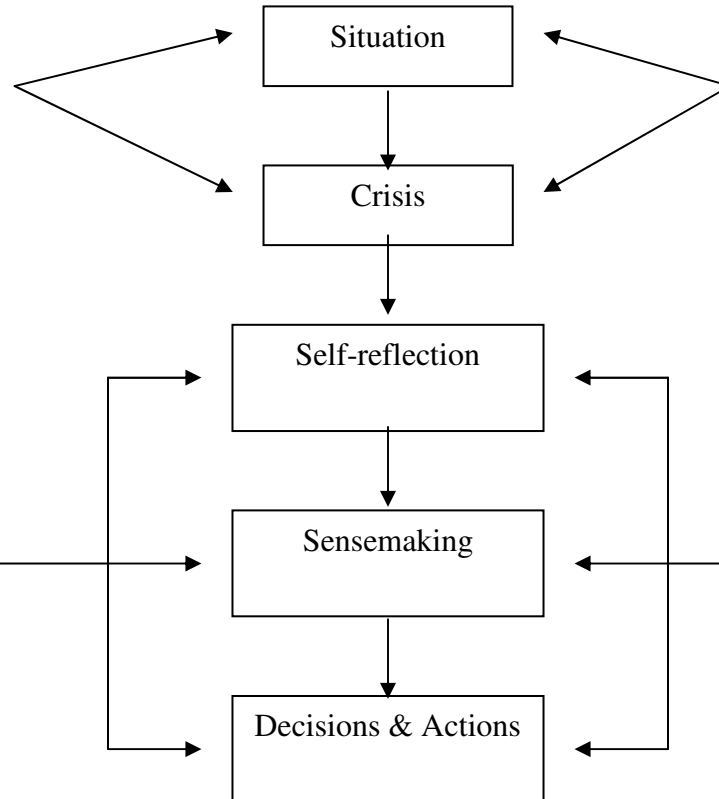 Situation
Crisis
Self-reflection
Sensemaking
Decisions & Actions